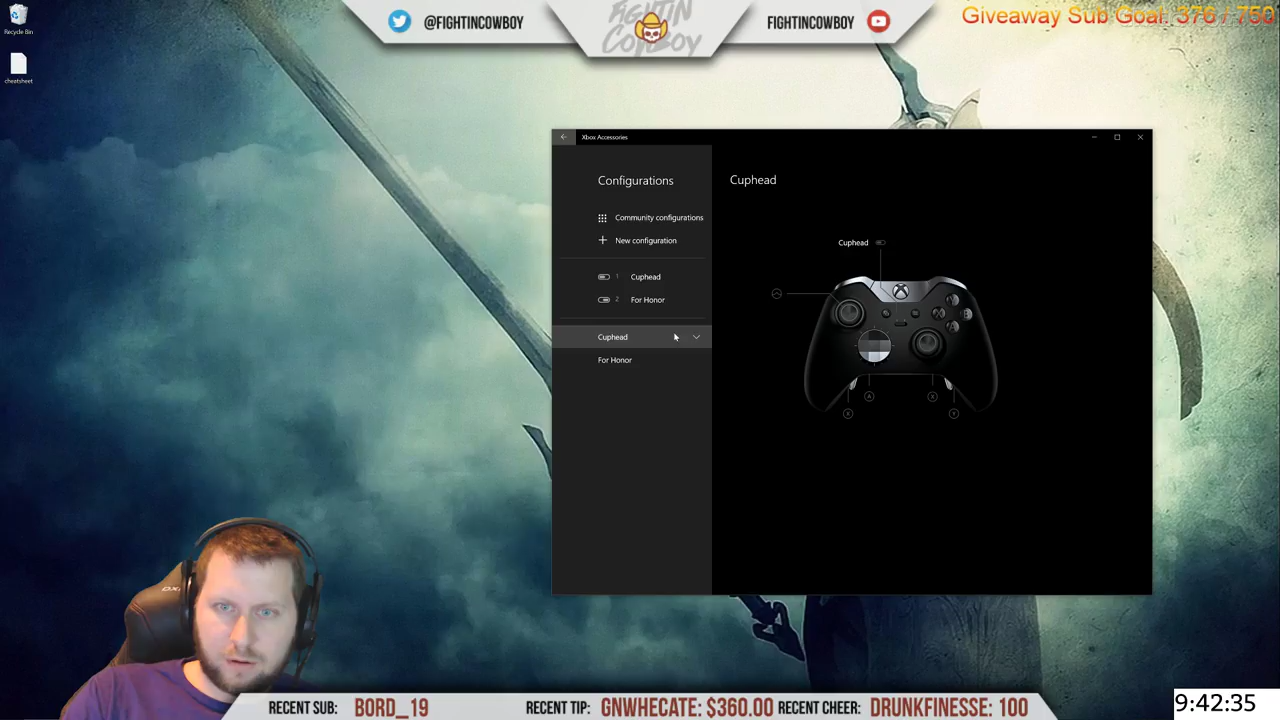 Recycle Bin
cheatsheet
@FIGHTINCOWBOY
FIGHTIN COWBOY
FIGHTINCOWBOY
Giveaway Sub Goal: 376 / 750
Xbox Accessories
Configurations
Community configurations
New configuration
1 Cuphead
2 For Honor
Cuphead
For Honor
Cuphead
Cuphead
X
Y
B
A
A
X
X
Y
RECENT SUB: BORD_19
RECENT TIP: GNWHECATE: $360.00
RECENT CHEER: DRUNKFINESSE: 100
9:42:35